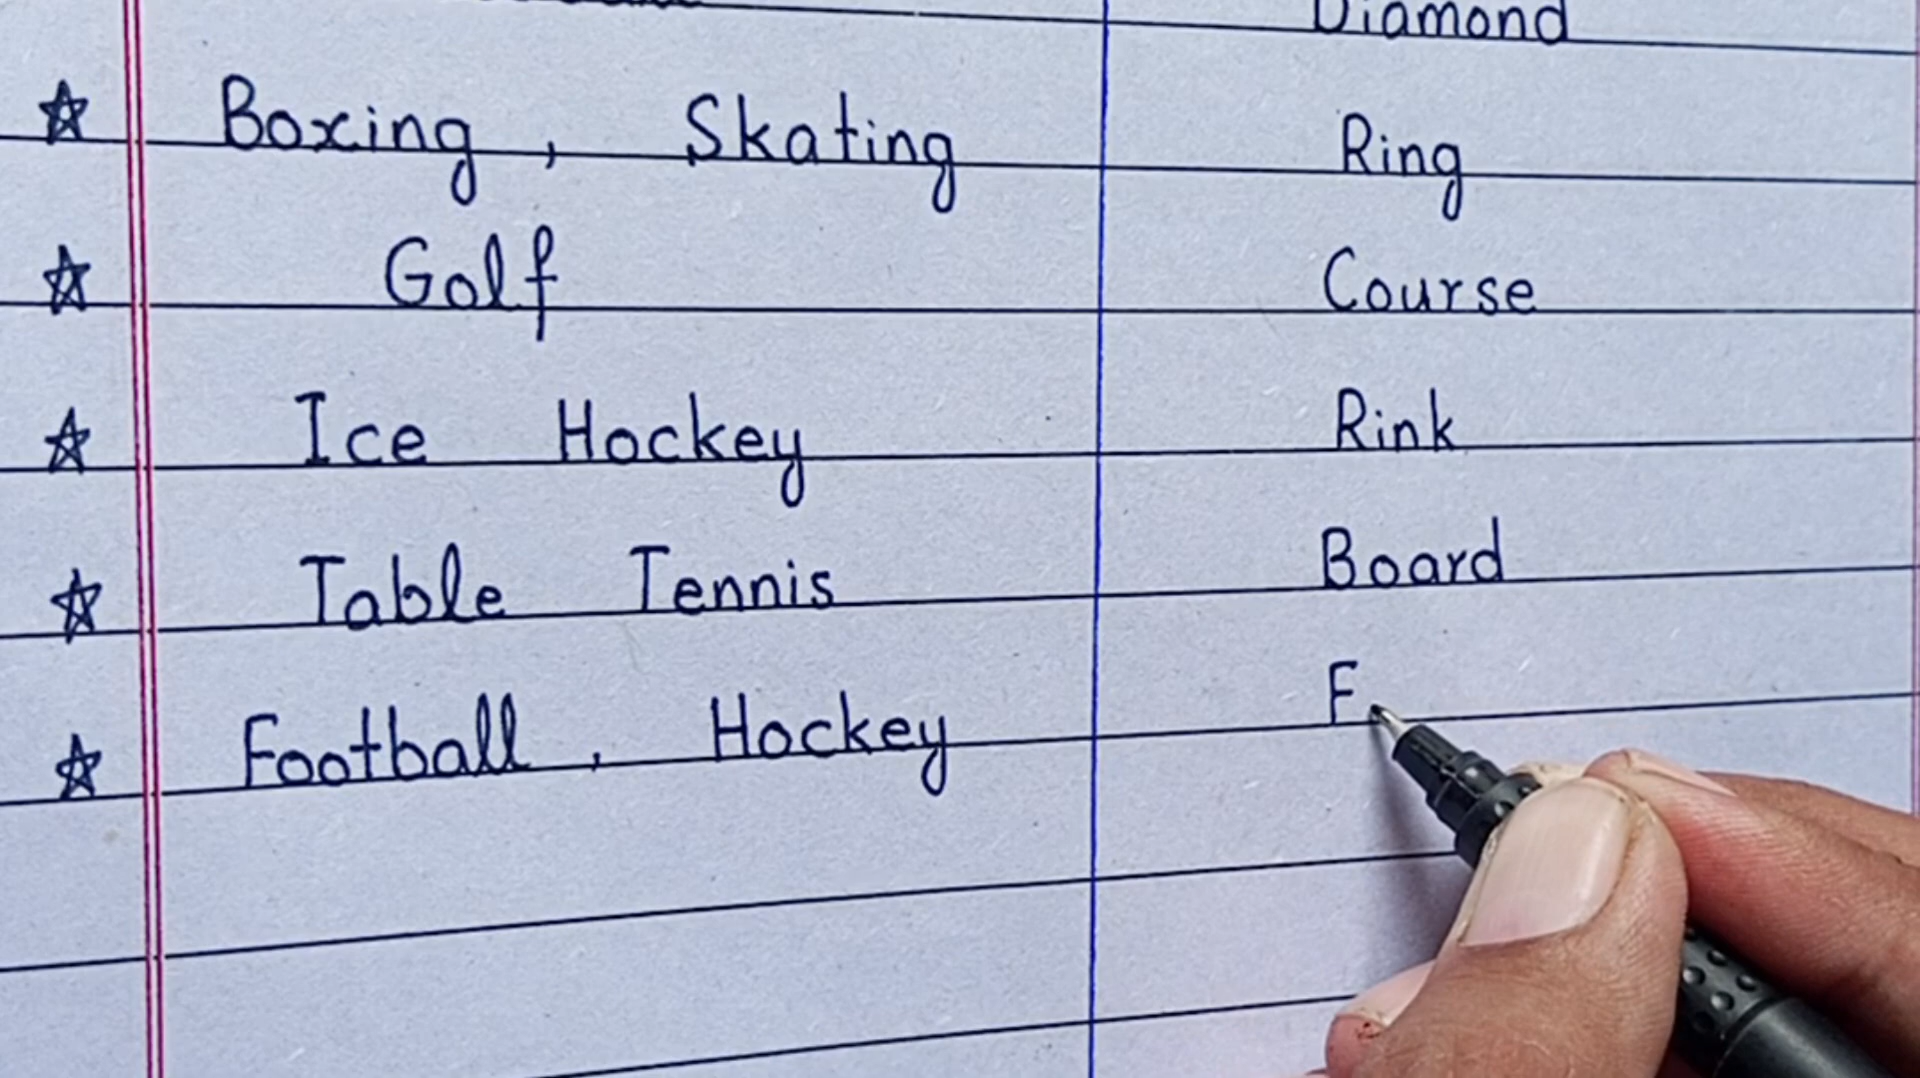 Diamond
Boxing, Skating Ring
Golf Course
Ice Hockey Rink
Table Tennis Board
Football, Hockey F